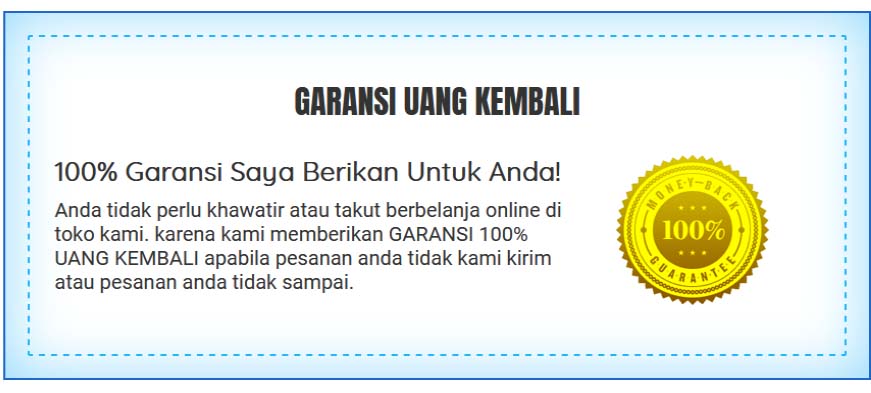 GARANSI UANG KEMBALI
100% Garansi Saya Berikan Untuk Anda!
Anda tidak perlu khawatir atau takut berbelanja online di
toko kami. karena kami memberikan GARANSI 100%
UANG KEMBALI apabila pesanan anda tidak kami kirim
atau pesanan anda tidak sampai.
MONEY-BACK
100%
GUARANTEE